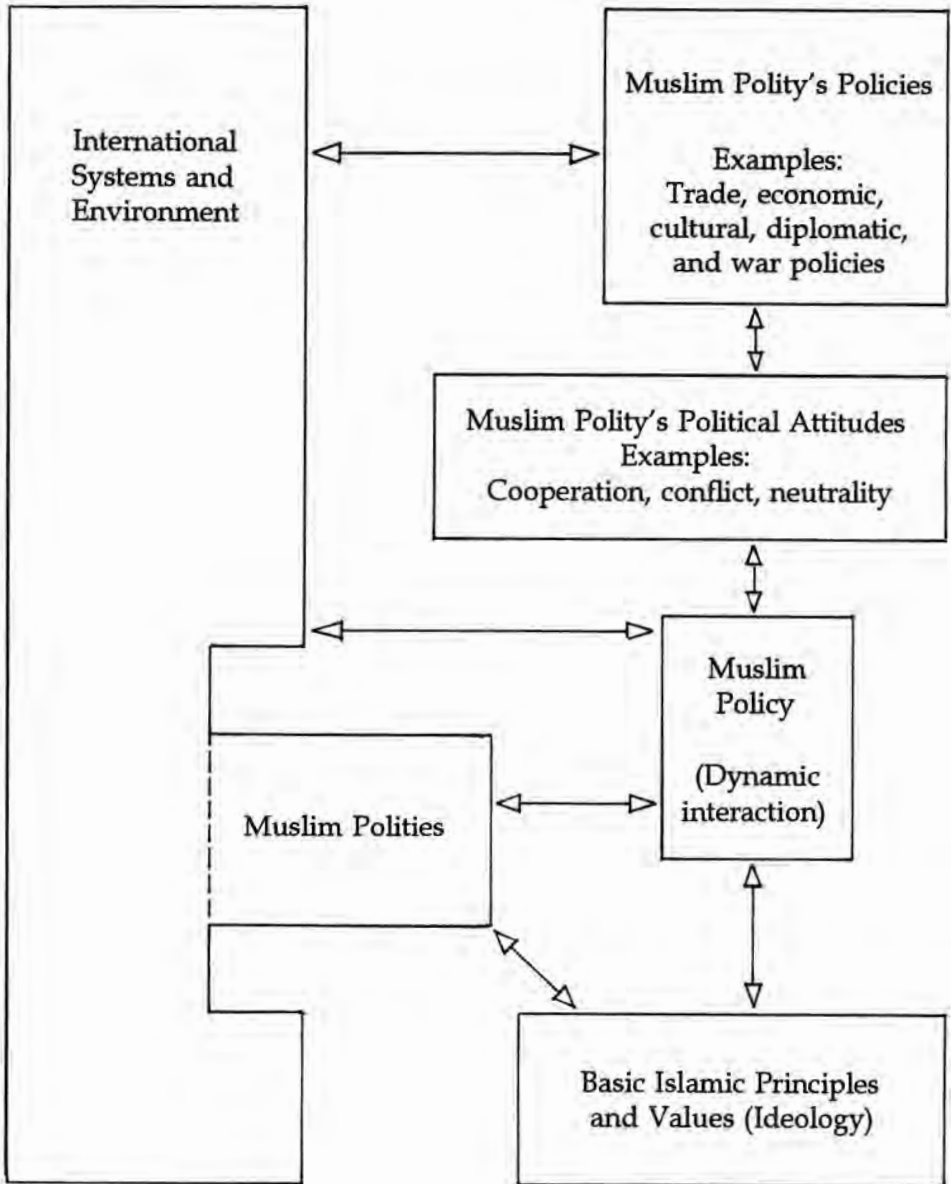 International
Systems and
Environment
Muslim Polity's Policies
Examples:
Trade, economic,
cultural, diplomatic,
and war policies
Muslim Polity's Political Attitudes
Examples:
Cooperation, conflict, neutrality
Muslim
Policy
(Dynamic
interaction)
Muslim Polities
Basic Islamic Principles
and Values (Ideology)